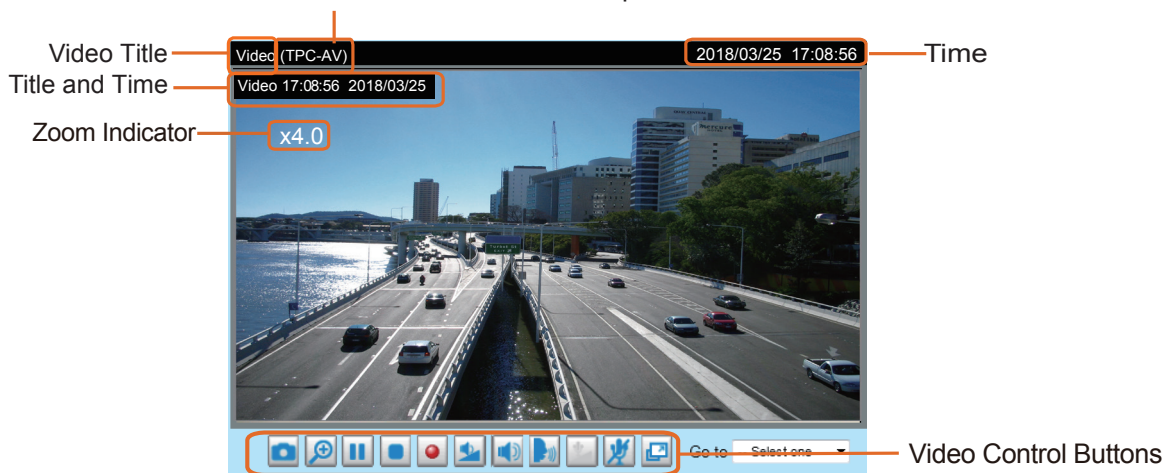 Video Title
Video (TPC-AV)
2018/03/25 17:08:56
Time
Title and Time
Video 17:08:56 2018/03/25
Zoom Indicator
x4.0
mercure
Go to
Select one
Video Control Buttons